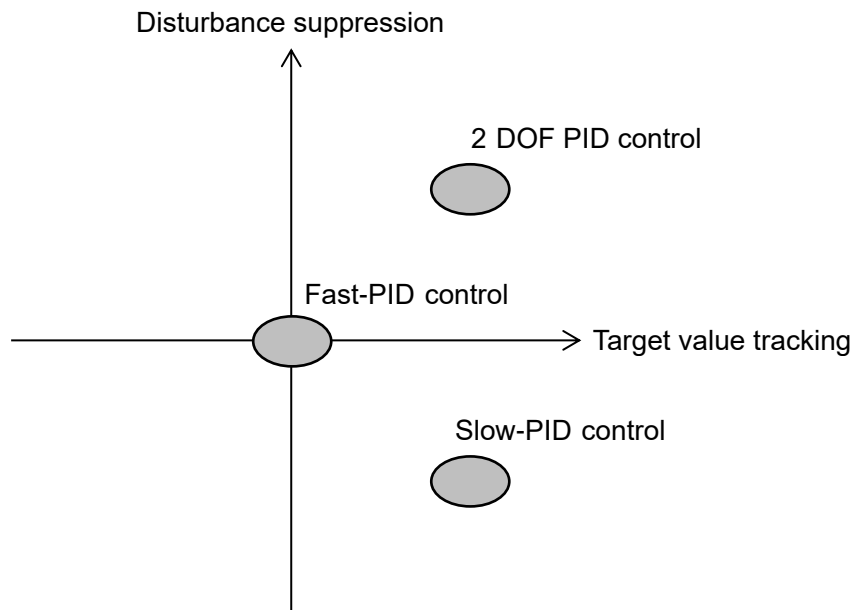 Disturbance suppression
2 DOF PID control
Fast-PID control
Target value tracking
Slow-PID control